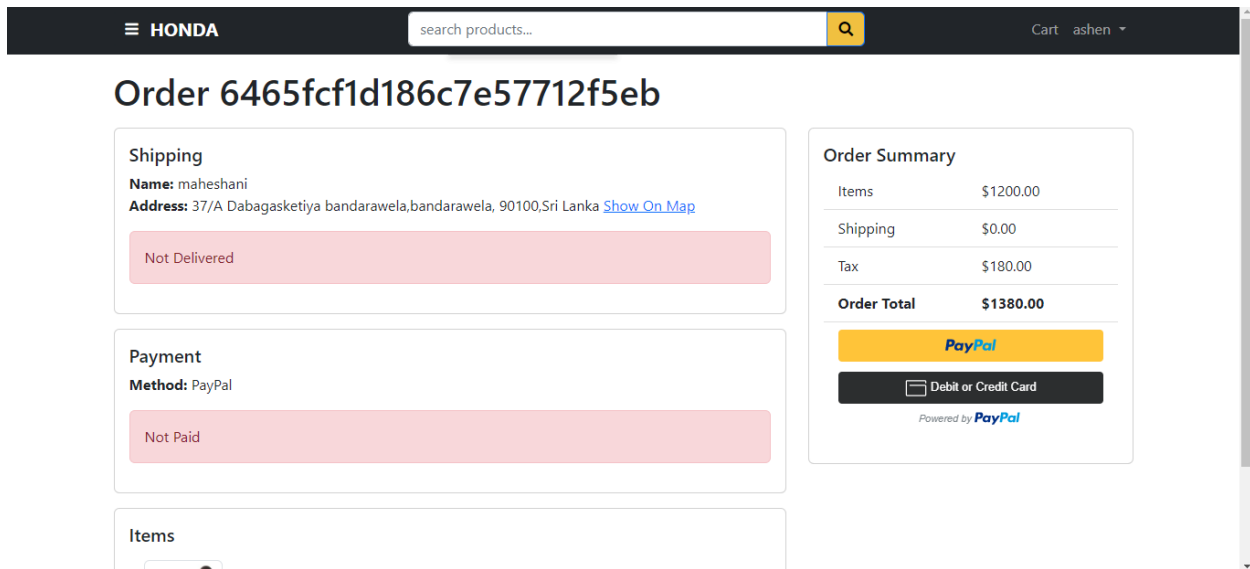 ☰ HONDA
search products...
Cart ashen
Order 6465fcf1d186c7e57712f5eb
Shipping
Name: maheshani
Address: 37/A Dabagasketiya bandarawela,bandarawela, 90100,Sri Lanka Show On Map
Not Delivered
Payment
Method: PayPal
Not Paid
Items
Order Summary
Items $1200.00
Shipping $0.00
Tax $180.00
Order Total $1380.00
PayPal
Debit or Credit Card
Powered by PayPal